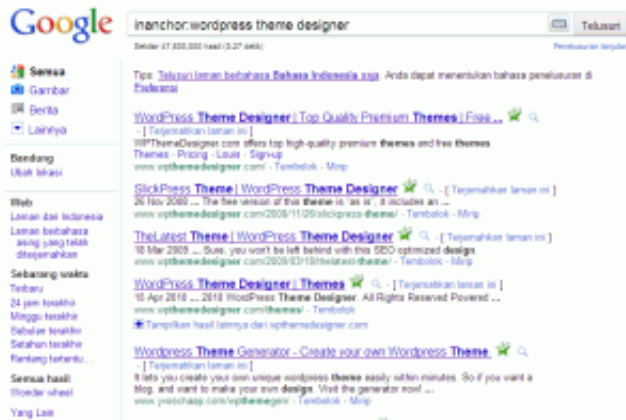 Google
inanchor:wordpress theme designer
Telusuri
Sekitar 47.800,000 hasil (0,27 detik)
Penelusuran lanjutan
Semua
Gambar
Berita
Lainnya
Bandung
Ubah lokasi
Web
Laman dari Indonesia
Laman berbahasa
asing yang telah
diterjemahkan
Sebarang waktu
Terbaru
24 jam terakhir
Minggu terakhir
Sebulan terakhir
Setahun terakhir
Rentang tertentu...
Semua hasil
Wonder wheel
Yang Lain
Tips: Telusuri laman berbahasa Bahasa Indonesia saja. Anda dapat menentukan bahasa penelusuran di
Preferensi
WordPress Theme Designer | Top Quality Premium Themes | Free ...
- [ Terjemahkan laman ini ]
WPThemeDesigner.com offers top high-quality premium themes and free themes.
Themes - Pricing - Louis - Sign-up
www.wpthemedesigner.com/ - Tembolok - Mirip
SlickPress Theme | WordPress Theme Designer - [ Terjemahkan laman ini ]
26 Nov 2008 ... The free version of this theme is 'as is', it includes an ...
www.wpthemedesigner.com/2008/11/26/slickpress-theme/ - Tembolok - Mirip
TheLatest Theme | WordPress Theme Designer - [ Terjemahkan laman ini ]
18 Mar 2009 ... Sure, you won't be left behind with this SEO optimized design.
www.wpthemedesigner.com/2009/03/18/thelatest-theme/ - Tembolok - Mirip
WordPress Theme Designer | Themes - [ Terjemahkan laman ini ]
15 Apr 2010 ... 2010 WordPress Theme Designer. All Rights Reserved Powered ...
www.wpthemedesigner.com/themes/ - Tembolok
Tampilkan hasil lainnya dari wpthemedesigner.com
Wordpress Theme Generator - Create your own Wordpress Theme.
- [ Terjemahkan laman ini ]
It lets you create your own unique wordpress theme easily within minutes. So if you want a
blog, and want to make your own design. Visit the generator now! ...
www.yvoschaap.com/wpthemegen/ - Tembolok - Mirip